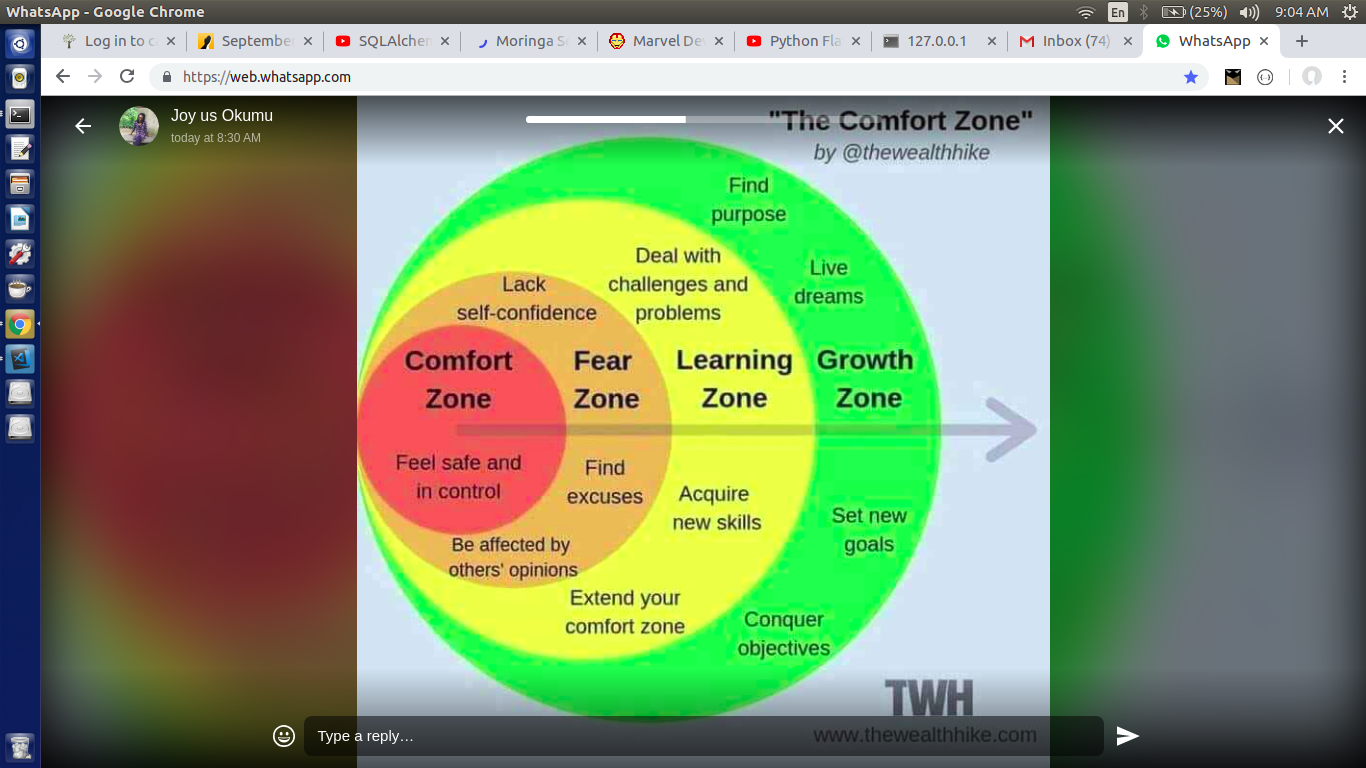 WhatsApp - Google Chrome
En
(25%)
9:04 AM
Log in to c
September
SQLAlchem
Moringa S
Marvel De
Python Fla
127.0.0.1
Inbox (74)
WhatsApp
https://web.whatsapp.com
Joy us Okumu
today at 8:30 AM
"The Comfort Zone"
by @thewealthhike
Find
purpose
Live
dreams
Deal with
challenges and
problems
Lack
self-confidence
Comfort
Zone
Fear
Zone
Learning
Zone
Growth
Zone
Feel safe and
in control
Find
excuses
Acquire
new skills
Set new
goals
Be affected by
others' opinions
Extend your
comfort zone
Conquer
objectives
TWH
www.thewealthhike.com
Type a reply...